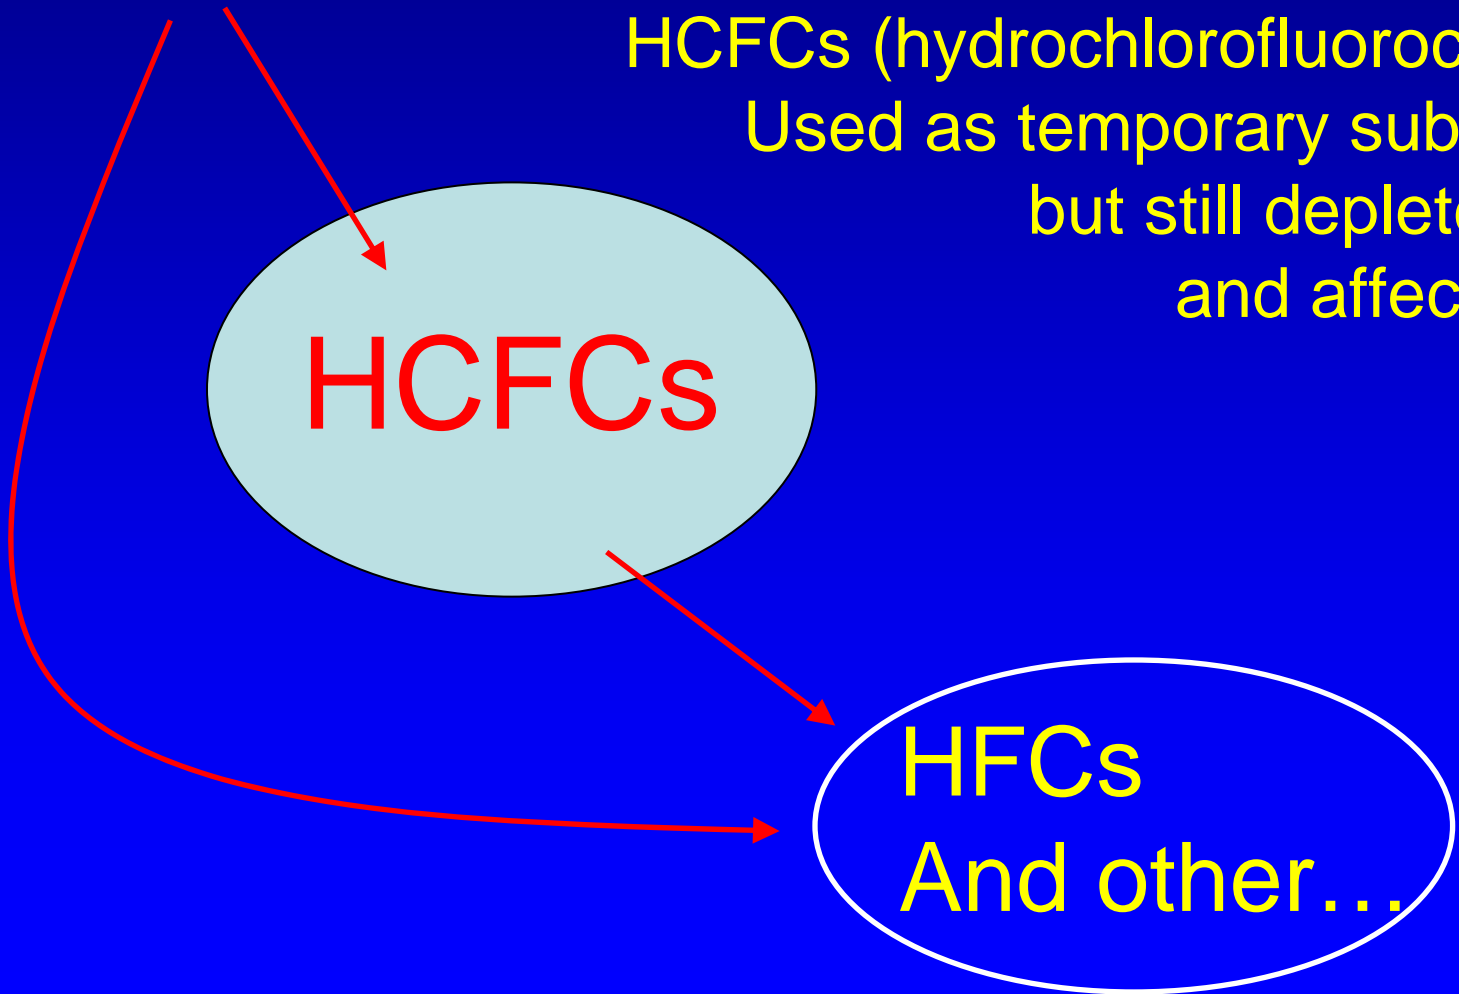 HCFCs (hydrochlorofluoroc
Used as temporary sub
but still deplet
and affec
HCFCs
HFCs
And other…